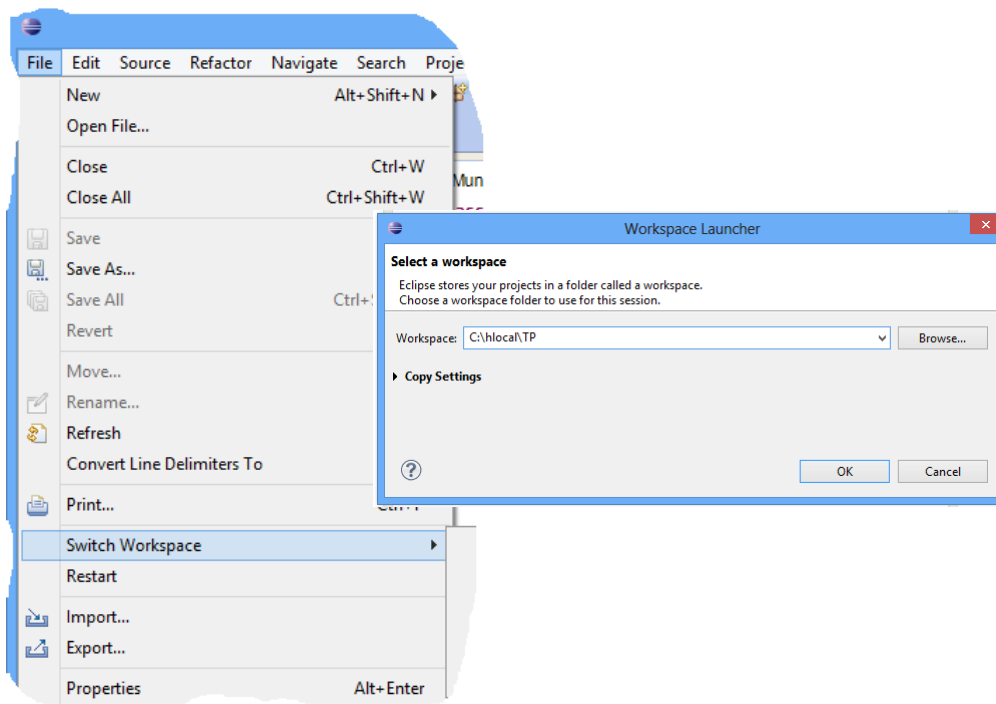 File Edit Source Refactor Navigate Search Proje
New Alt+Shift+N
Open File...
Close Ctrl+W
Close All Ctrl+Shift+W
Mun
Save
Save As...
Save All Ctrl+
Revert
Move...
Rename...
Refresh
Convert Line Delimiters To
Print...
Switch Workspace
Restart
Import...
Export...
Properties Alt+Enter
Workspace Launcher
Select a workspace
Eclipse stores your projects in a folder called a workspace.
Choose a workspace folder to use for this session.
Workspace: C:\hlocal\TP Browse...
Copy Settings
OK Cancel